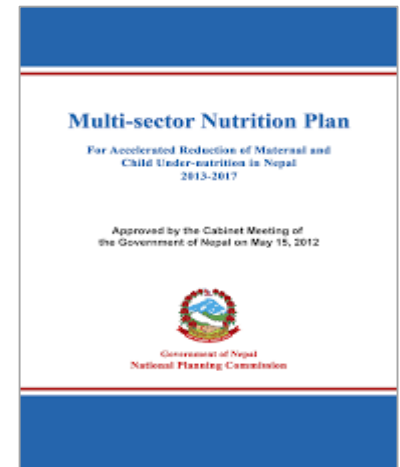 Multi-sector Nutrition Plan
For Accelerated Reduction of Maternal and
Child Under-nutrition in Nepal
2013-2017
Approved by the Cabinet Meeting of
the Government of Nepal on May 15, 2012
Government of Nepal
National Planning Commission